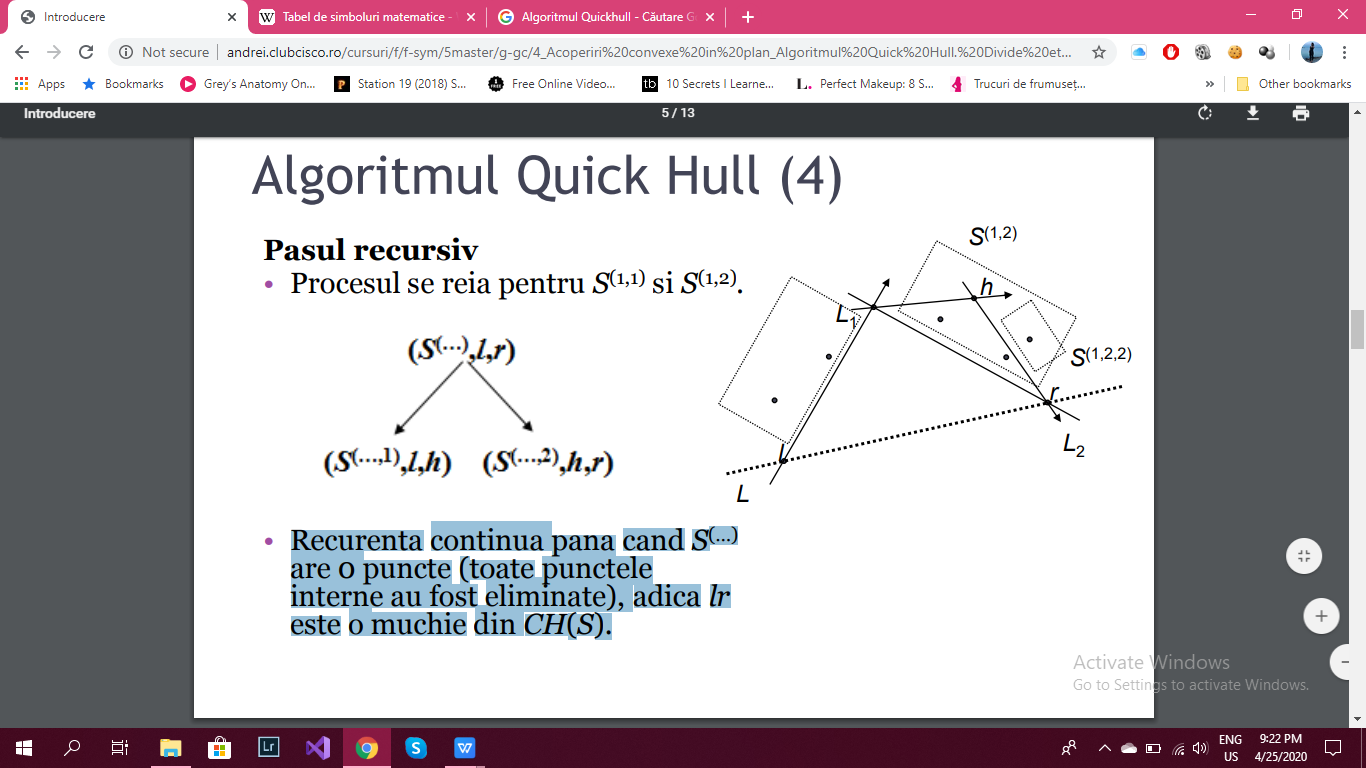 Introducere
Tabel de simboluri matematice -
Algoritmul Quickhull - Căutare G
Not secure
andrei.clubcisco.ro/cursuri/f/f-sym/5master/g-gc/4_Acoperiri%20convexe%20in%20plan_Algoritmul%20Quick%20Hull.%20Divide%20et...
Apps
Bookmarks
Grey's Anatomy On...
Station 19 (2018) S...
Free Online Video...
10 Secrets I Learne...
Perfect Makeup: 8 S...
Trucuri de frumuseț...
»
Other bookmarks
Introducere
5 / 13
Algoritmul Quick Hull (4)
Pasul recursiv
• Procesul se reia pentru S(1,1) si S(1,2).
(S(...),l,r)
(S(...,1),l,h) (S(...,2),h,r)
• Recurenta continua pana cand S(...)
are 0 puncte (toate punctele
interne au fost eliminate), adica lr
este o muchie din CH(S).
S(1,2)
h
L1
S(1,2,2)
r
L2
l
L
Activate Windows
Go to Settings to activate Windows.
ENG
US
9:22 PM
4/25/2020